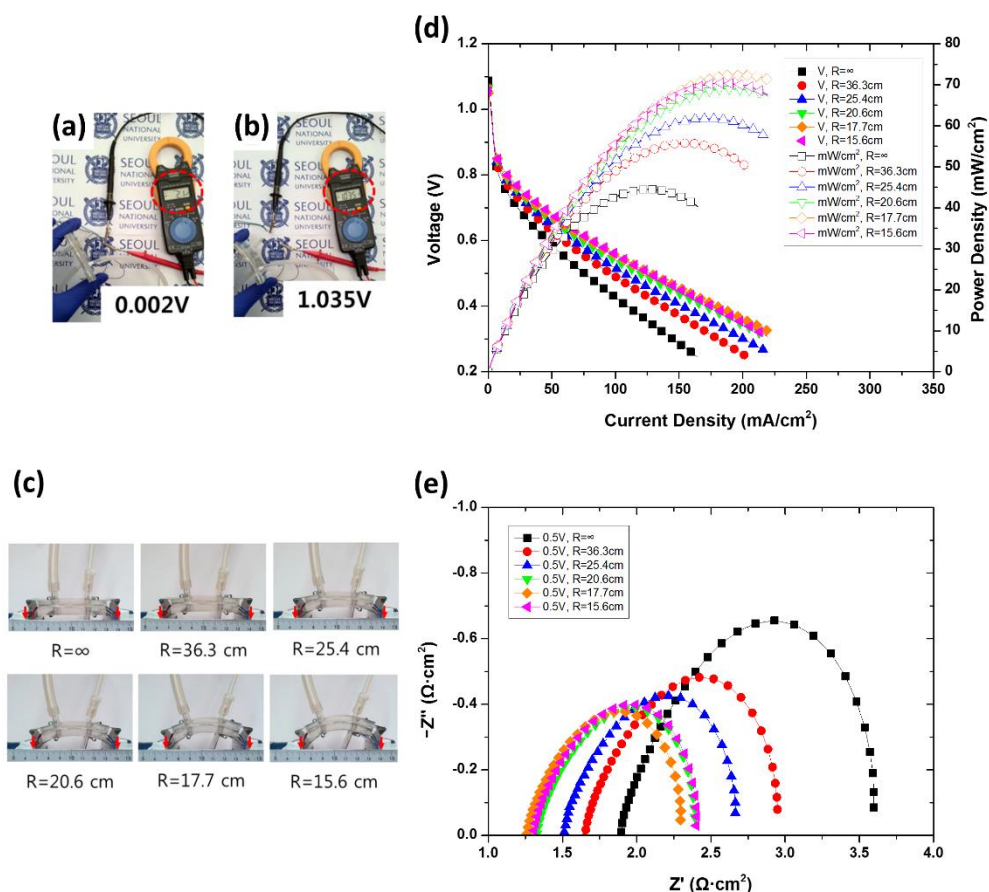 (a)
SEOUL
NATIONAL
UNIVERSITY
SEOUL
0.002V
(b)
SEOUL
NATIONAL
UNIVERSITY
SEOUL
1.035V
(c)
R=∞
R=36.3 cm
R=25.4 cm
R=20.6 cm
R=17.7 cm
R=15.6 cm
(d)
Voltage (V)
1.2
1.0
0.8
0.6
0.4
0.2
0 50 100 150 200 250 300 350
Current Density (mA/cm²)
80
70
60
50
40
30
20
10
0
Power Density (mW/cm²)
V, R=∞
V, R=36.3cm
V, R=25.4cm
V, R=20.6cm
V, R=17.7cm
V, R=15.6cm
mW/cm², R=∞
mW/cm², R=36.3cm
mW/cm², R=25.4cm
mW/cm², R=20.6cm
mW/cm², R=17.7cm
mW/cm², R=15.6cm
(e)
-Z'' (Ω·cm²)
-1.0
-0.8
-0.6
-0.4
-0.2
0.0
1.0 1.5 2.0 2.5 3.0 3.5 4.0
Z' (Ω·cm²)
0.5V, R=∞
0.5V, R=36.3cm
0.5V, R=25.4cm
0.5V, R=20.6cm
0.5V, R=17.7cm
0.5V, R=15.6cm